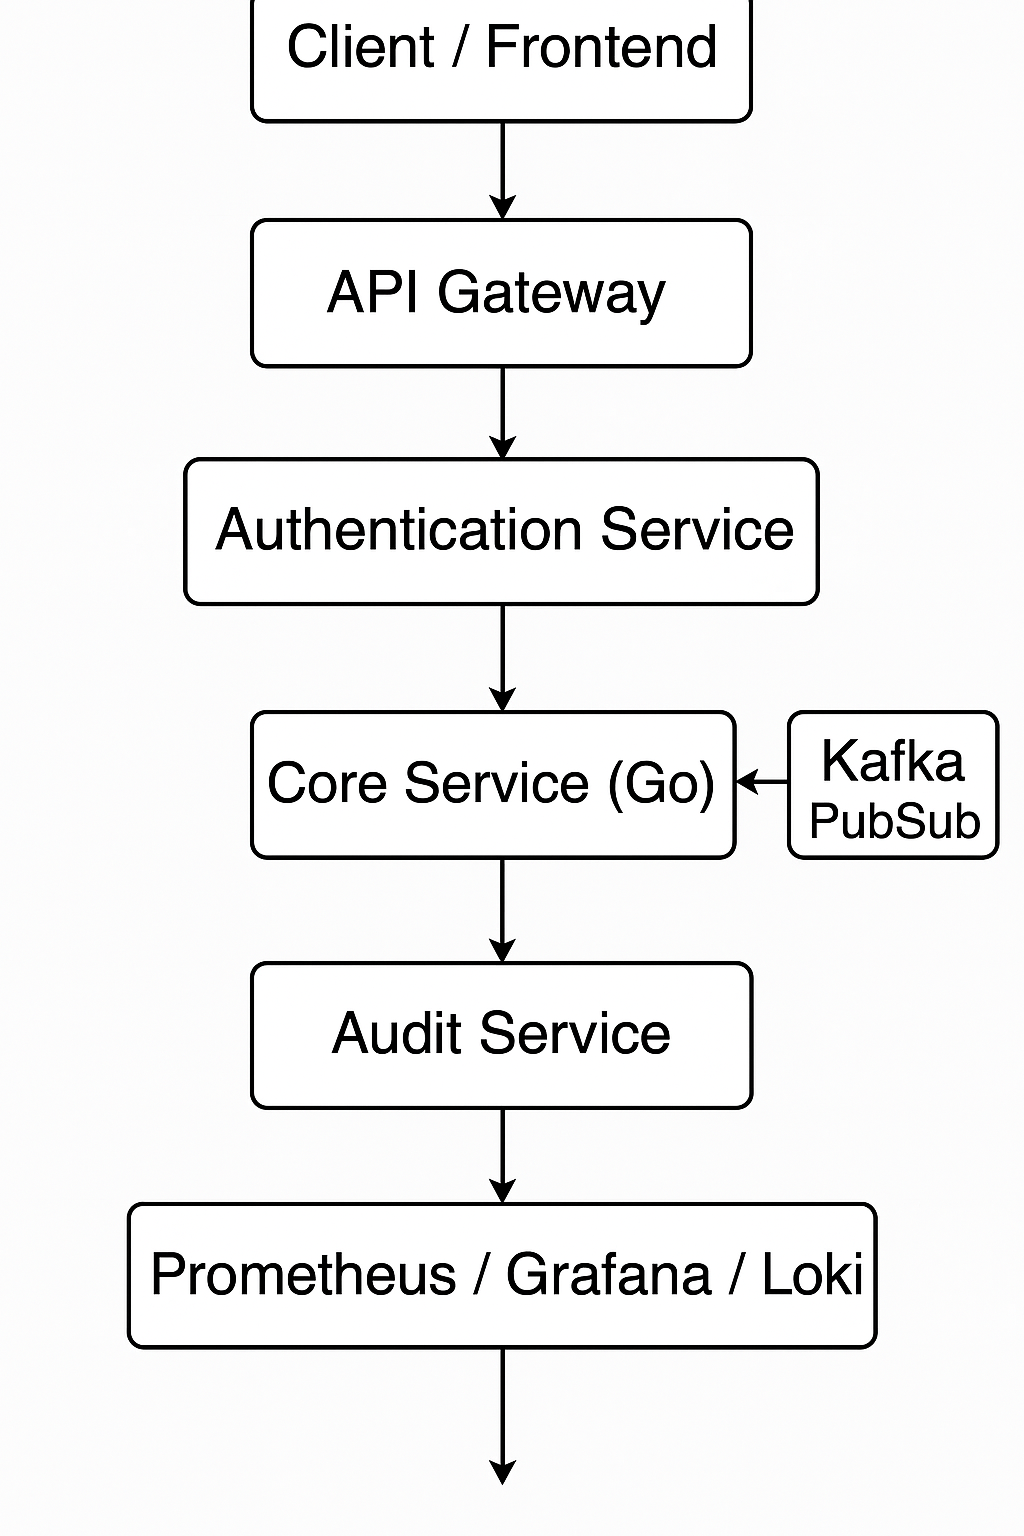 Client / Frontend
API Gateway
Authentication Service
Core Service (Go)
Kafka
PubSub
Audit Service
Prometheus / Grafana / Loki